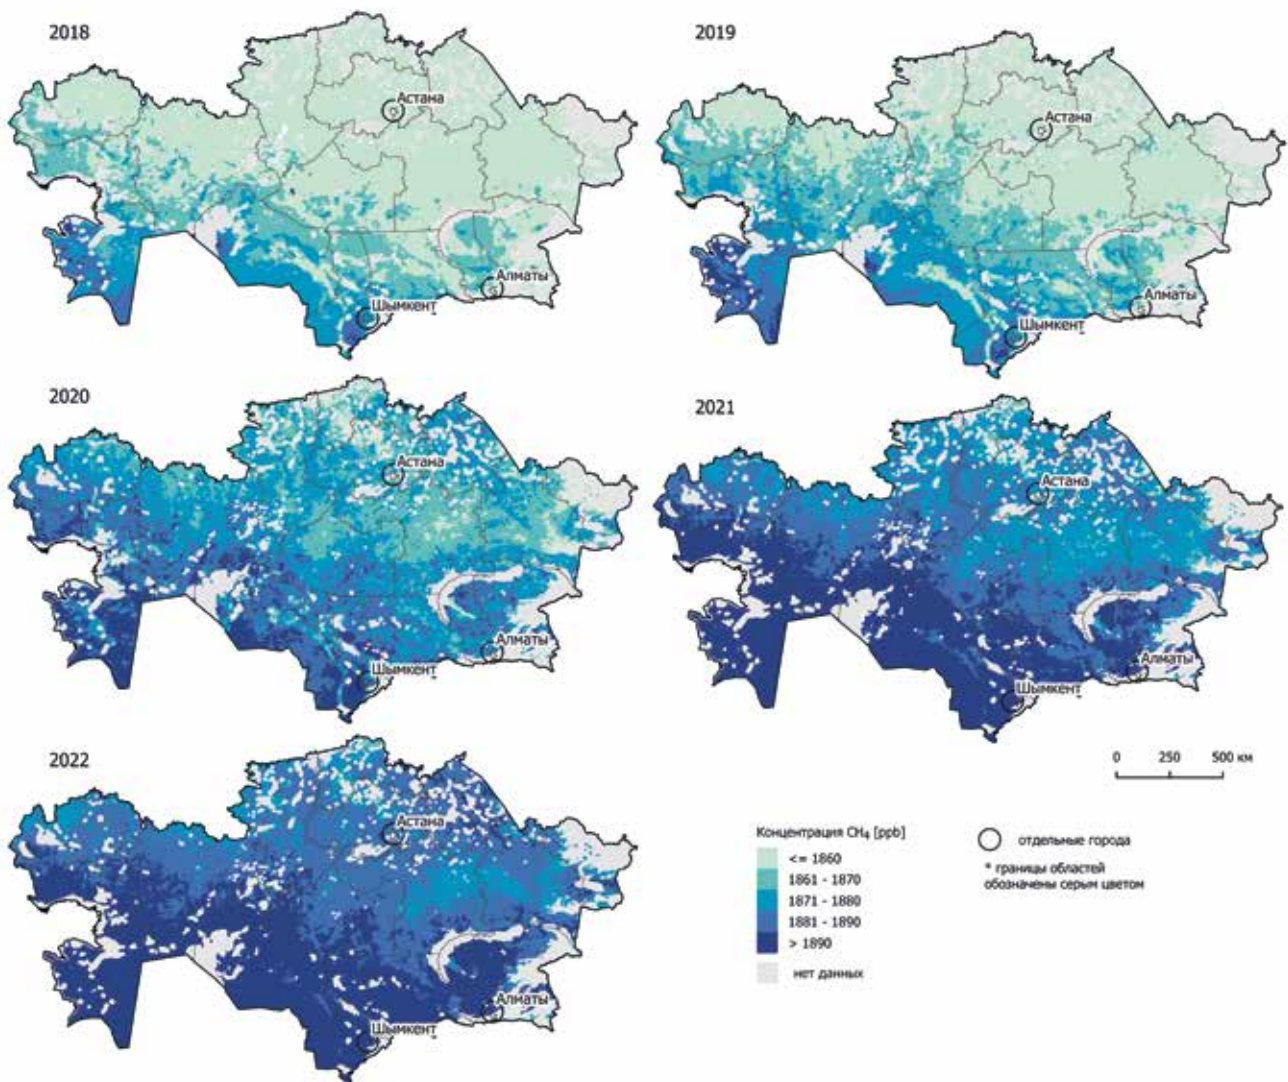 2018
Астана
Алматы
Шымкент
2019
Астана
Алматы
Шымкент
2020
Астана
Алматы
Шымкент
2021
Астана
Алматы
Шымкент
2022
Астана
Алматы
Шымкент
0 250 500 км
Концентрация CH₄ [ppb]
<= 1860
1861 - 1870
1871 - 1880
1881 - 1890
> 1890
нет данных
отдельные города
* границы областей
обозначены серым цветом